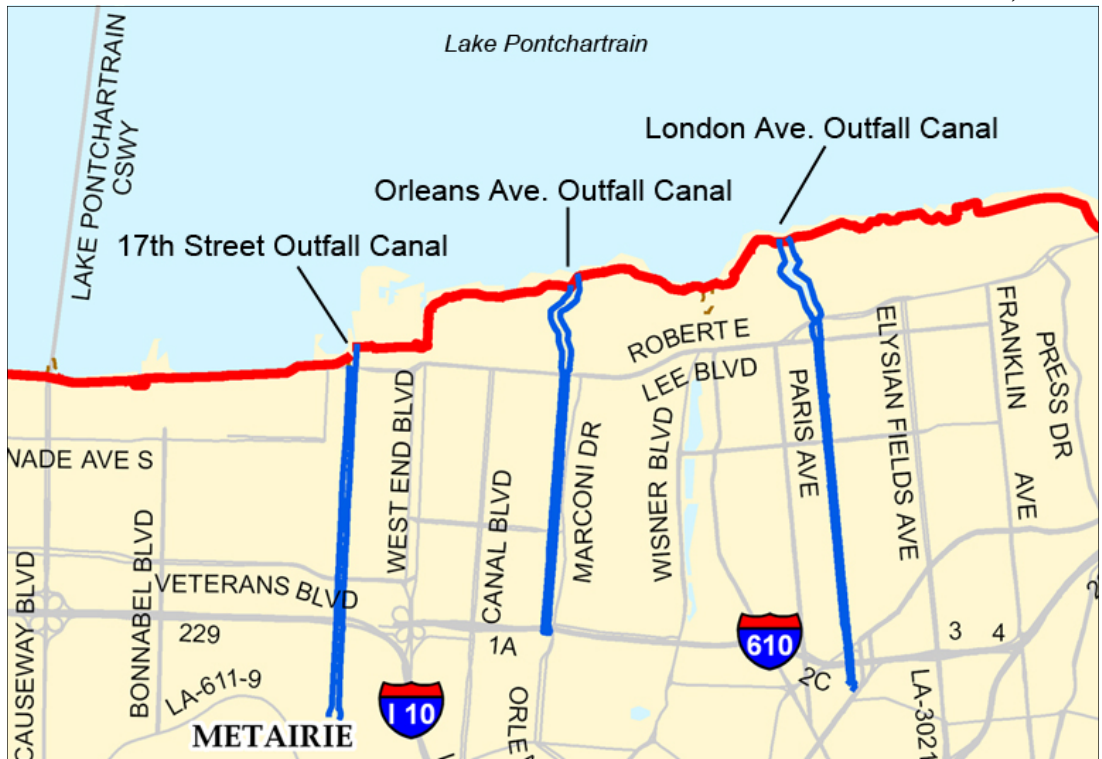 Lake Pontchartrain
LAKE PONTCHARTRAIN
CSWY
London Ave. Outfall Canal
Orleans Ave. Outfall Canal
17th Street Outfall Canal
ROBERT E
LEE BLVD
ELYSIAN FIELDS AVE
FRANKLIN
AVE
PRESS DR
PARIS AVE
WISNER BLVD
MARCONI DR
CANAL BLVD
WEST END BLVD
NADE AVE S
BONNABEL BLVD
CAUSEWAY BLVD
VETERANS BLVD
229
LA-611-9
1A
610
2C
3
4
I 10
METAIRIE
ORLE
LA-3021